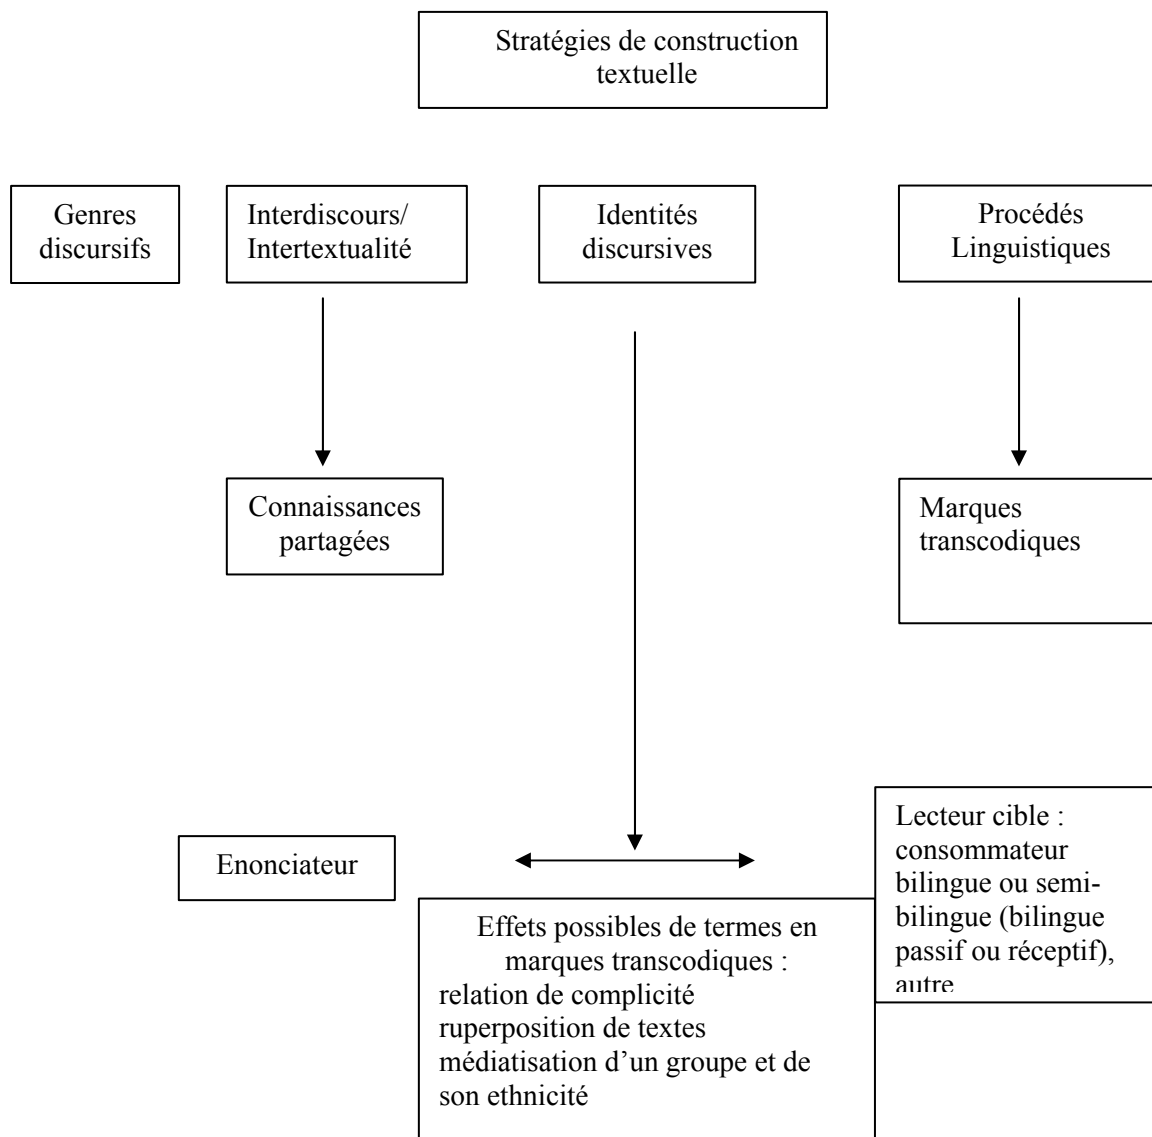 Stratégies de construction
textuelle
Genres
discursifs
Interdiscours/
Intertextualité
Identités
discursives
Procédés
Linguistiques
Connaissances
partagées
Marques
transcodiques
Enonciateur
Lecteur cible :
consommateur
bilingue ou semi-
bilingue (bilingue
passif ou réceptif),
autre
Effets possibles de termes en
marques transcodiques :
relation de complicité
ruperposition de textes
médiatisation d’un groupe et de
son ethnicité